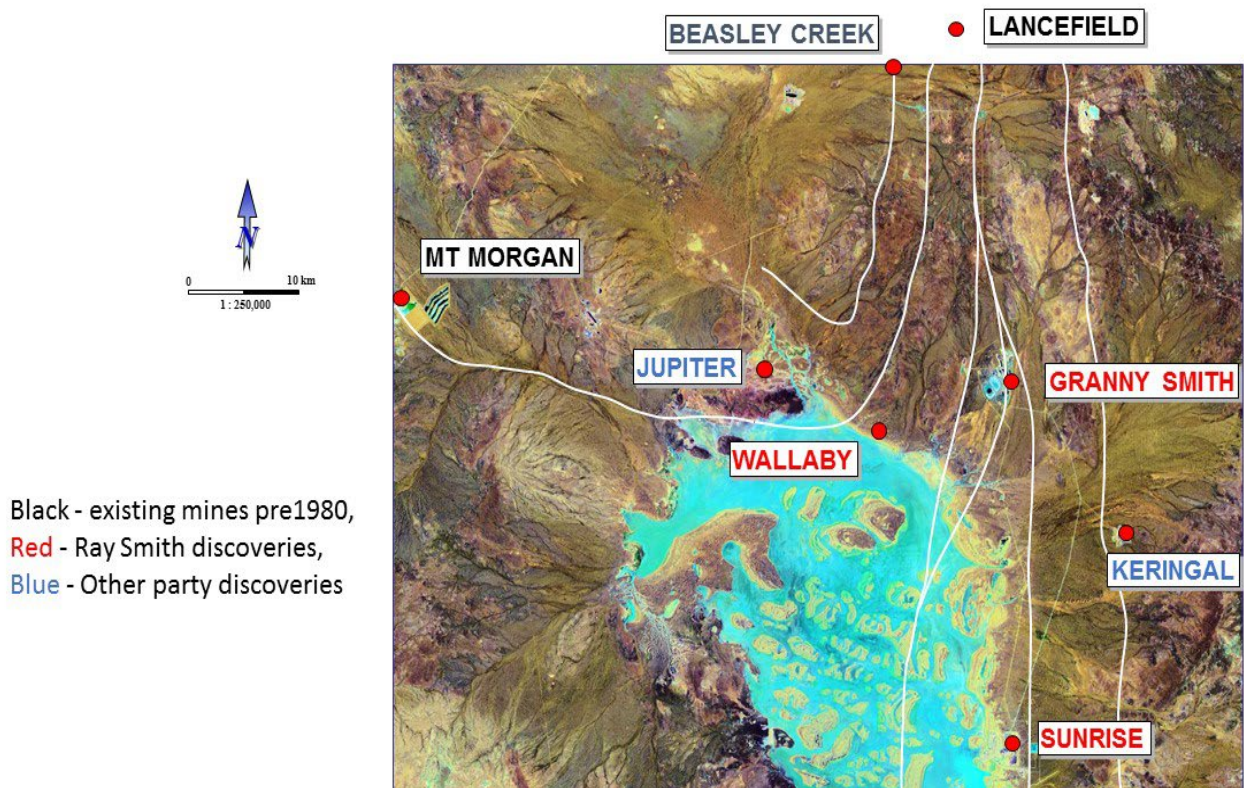 BEASLEY CREEK
LANCEFIELD
N
0 10 km
1 : 250,000
MT MORGAN
JUPITER
GRANNY SMITH
WALLABY
Black - existing mines pre1980,
Red - Ray Smith discoveries,
Blue - Other party discoveries
KERINGAL
SUNRISE